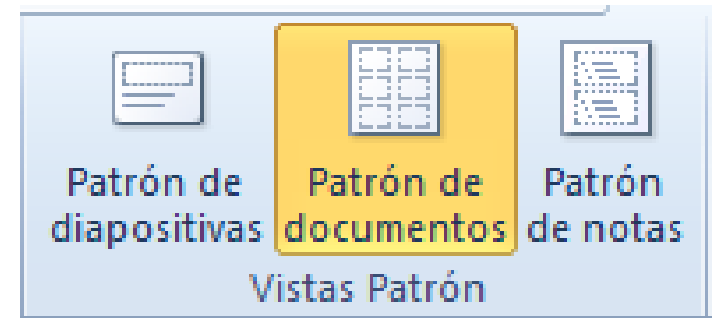 Patrón de
diapositivas
Patrón de
documentos
Patrón
de notas
Vistas Patrón